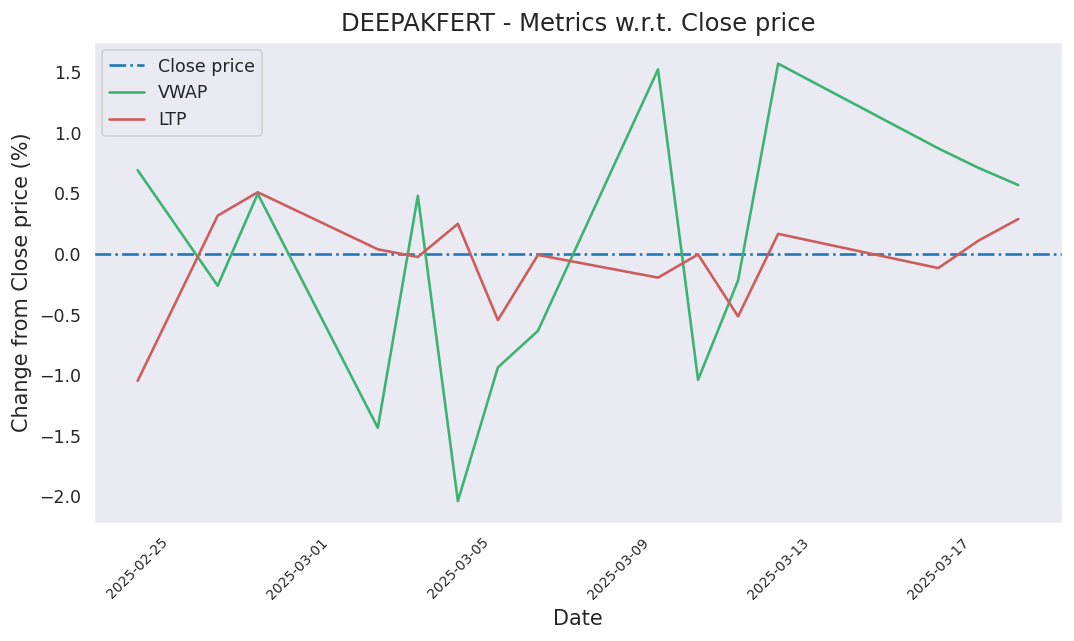 DEEPAKFERT - Metrics w.r.t. Close price
Close price
VWAP
LTP
Change from Close price (%)
1.5
1.0
0.5
0.0
−0.5
−1.0
−1.5
−2.0
2025-02-25
2025-03-01
2025-03-05
2025-03-09
2025-03-13
2025-03-17
Date